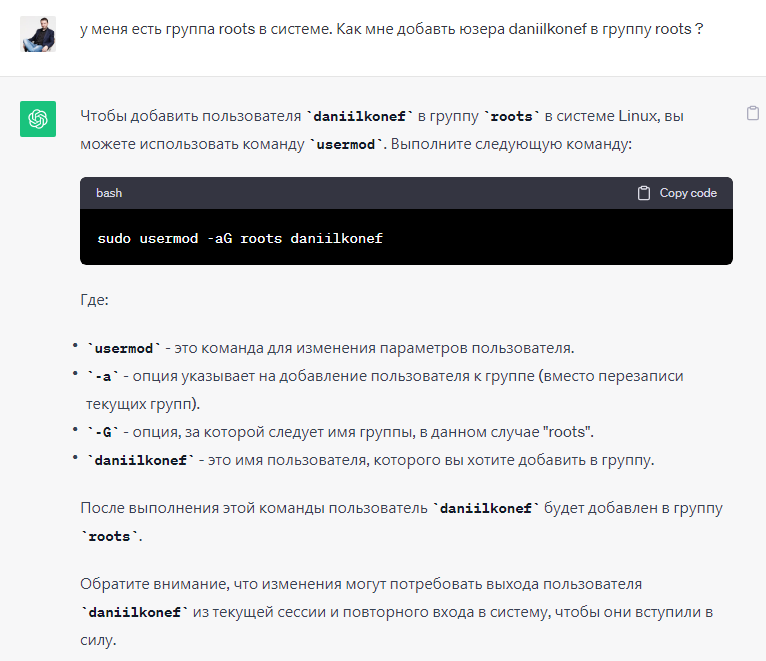 у меня есть группа roots в системе. Как мне добать юзера daniilkonef в группу roots ?
Чтобы добавить пользователя `daniilkonef` в группу `roots` в системе Linux, вы
можете использовать команду `usermod`. Выполните следующую команду:
bash
Copy code
sudo usermod -aG roots daniilkonef
Где:
• `usermod` - это команда для изменения параметров пользователя.
• `-a` - опция указывает на добавление пользователя к группе (вместо перезаписи
текущих групп).
• `-G` - опция, за которой следует имя группы, в данном случае "roots".
• `daniilkonef` - это имя пользователя, которого вы хотите добавить в группу.
После выполнения этой команды пользователь `daniilkonef` будет добавлен в группу
`roots`.
Обратите внимание, что изменения могут потребовать выхода пользователя
`daniilkonef` из текущей сессии и повторного входа в систему, чтобы они вступили в
силу.